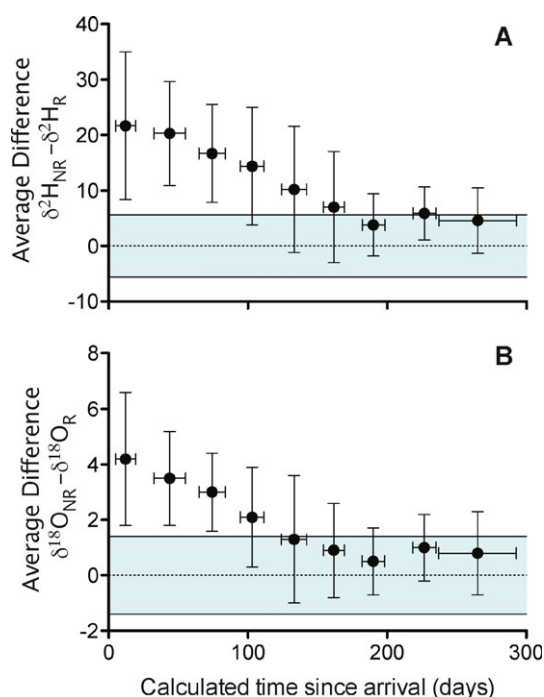 A
Average Difference
δ²H_NR – δ²H_R
40
30
20
10
0
-10
B
Average Difference
δ¹⁸O_NR – δ¹⁸O_R
8
6
4
2
0
-2
0 100 200 300
Calculated time since arrival (days)